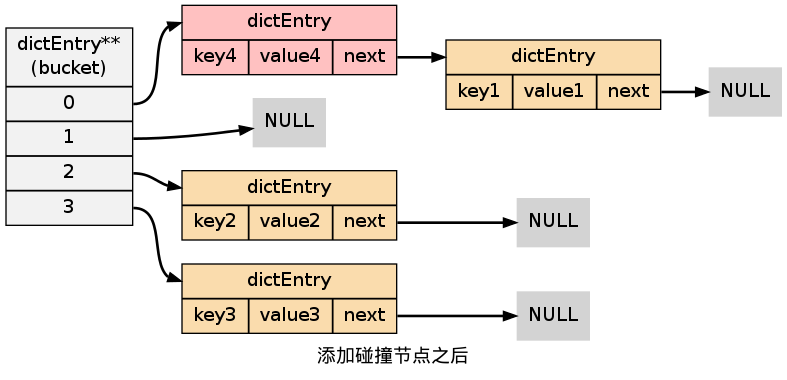 dictEntry**
(bucket)
0
1
2
3
dictEntry
key4 value4 next
dictEntry
key1 value1 next
NULL
NULL
dictEntry
key2 value2 next
NULL
dictEntry
key3 value3 next
NULL
添加碰撞节点之后